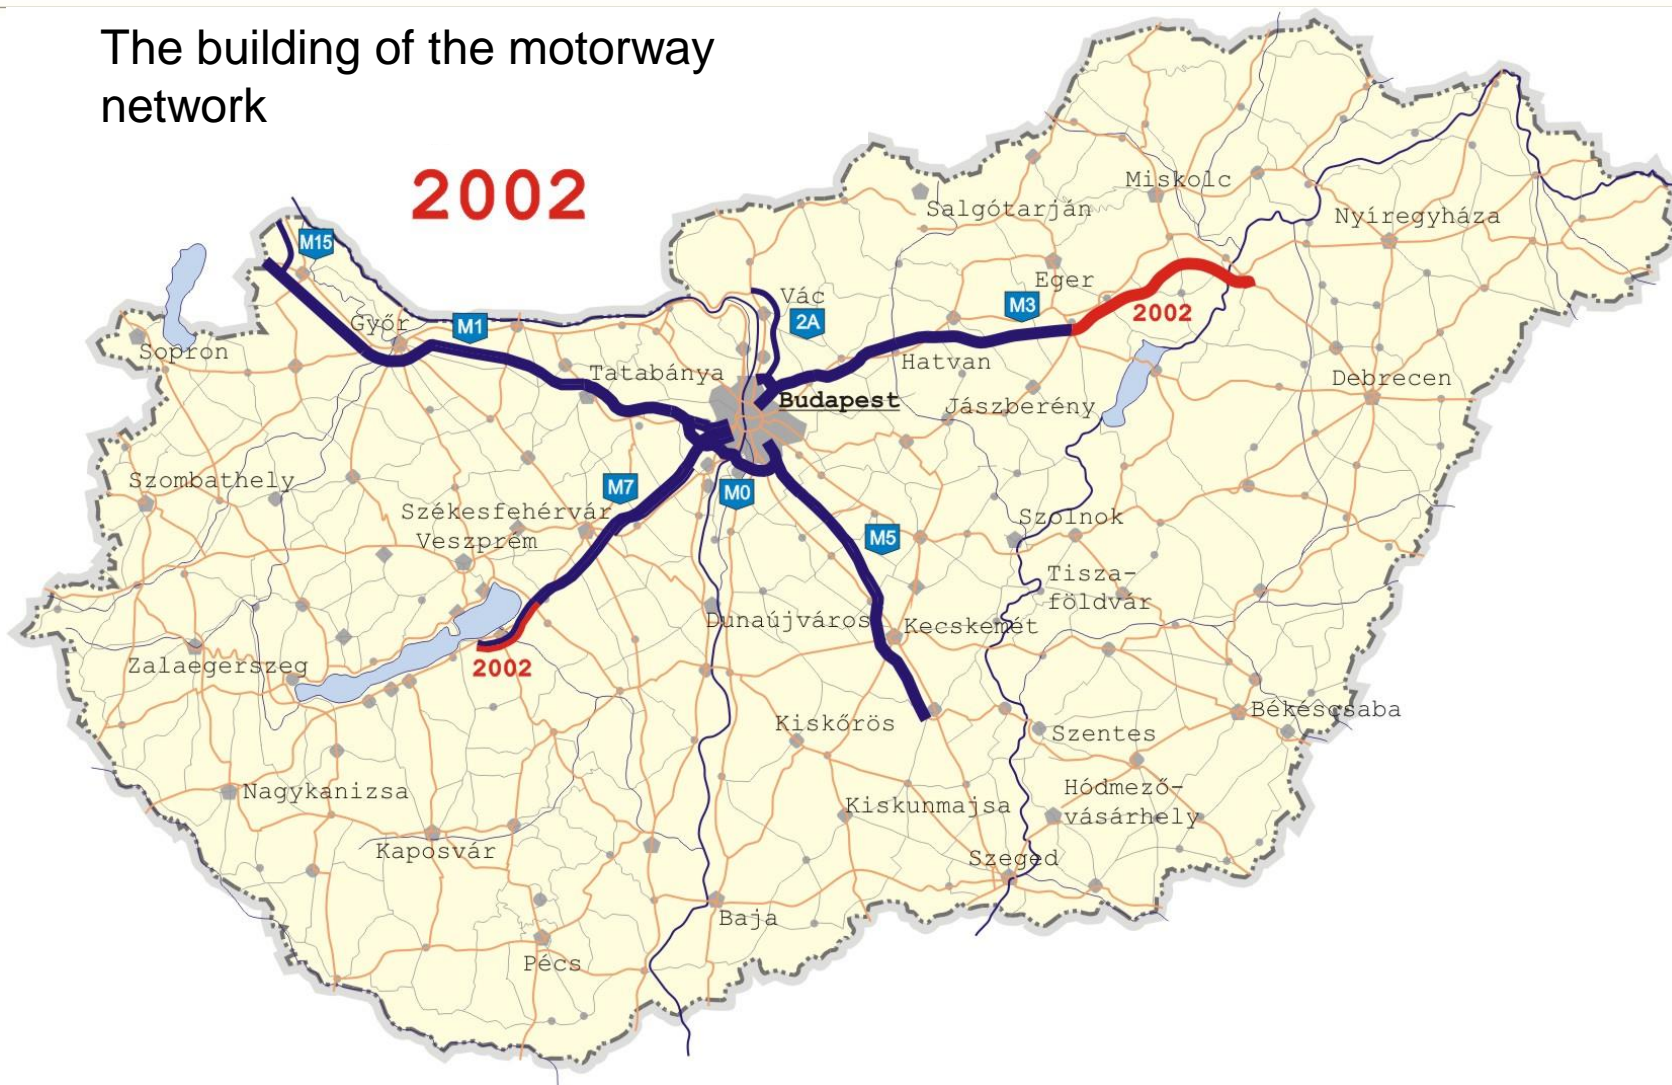 The building of the motorway
network
2002
M15
Miskolc
Salgótarján
Nyíregyháza
Eger
Vác
M3
2A
2002
Győr
M1
Sopron
Hatvan
Tatabánya
Debrecen
Budapest
Jászberény
Szombathely
M7
M0
Székesfehérvár
Szolnok
Veszprém
M5
Tisza-
földvár
Dunaújváros
Kecskemét
Zalaegerszeg
2002
Békéscsaba
Kiskőrös
Szentes
Nagykanizsa
Hódmező-
vásárhely
Kiskunmajsa
Kaposvár
Szeged
Baja
Pécs